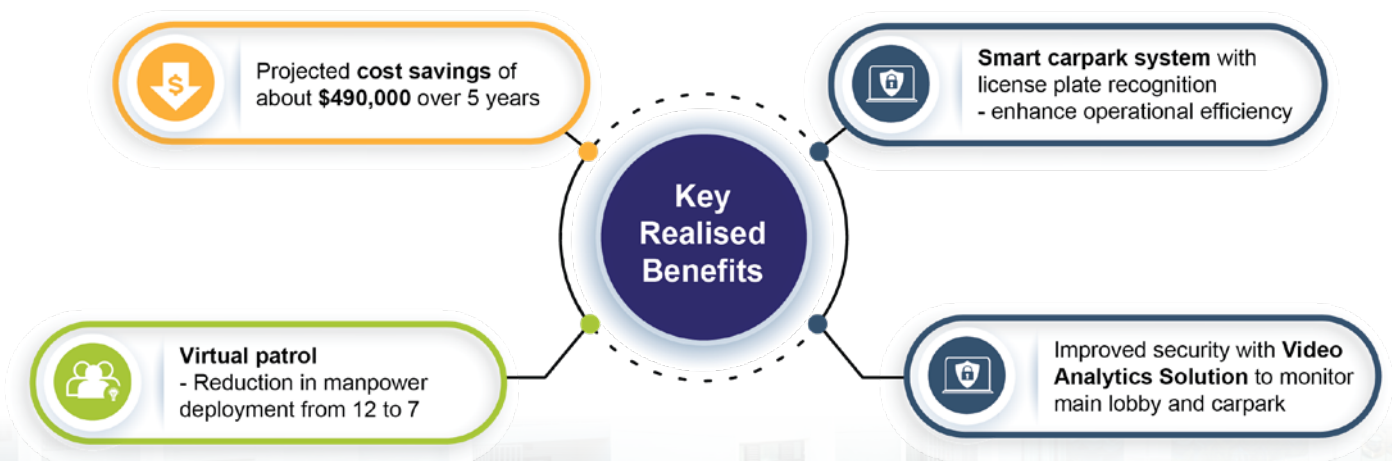 Projected cost savings of
about $490,000 over 5 years
Smart carpark system with
license plate recognition
- enhance operational efficiency
Key
Realised
Benefits
Virtual patrol
- Reduction in manpower
deployment from 12 to 7
Improved security with Video
Analytics Solution to monitor
main lobby and carpark